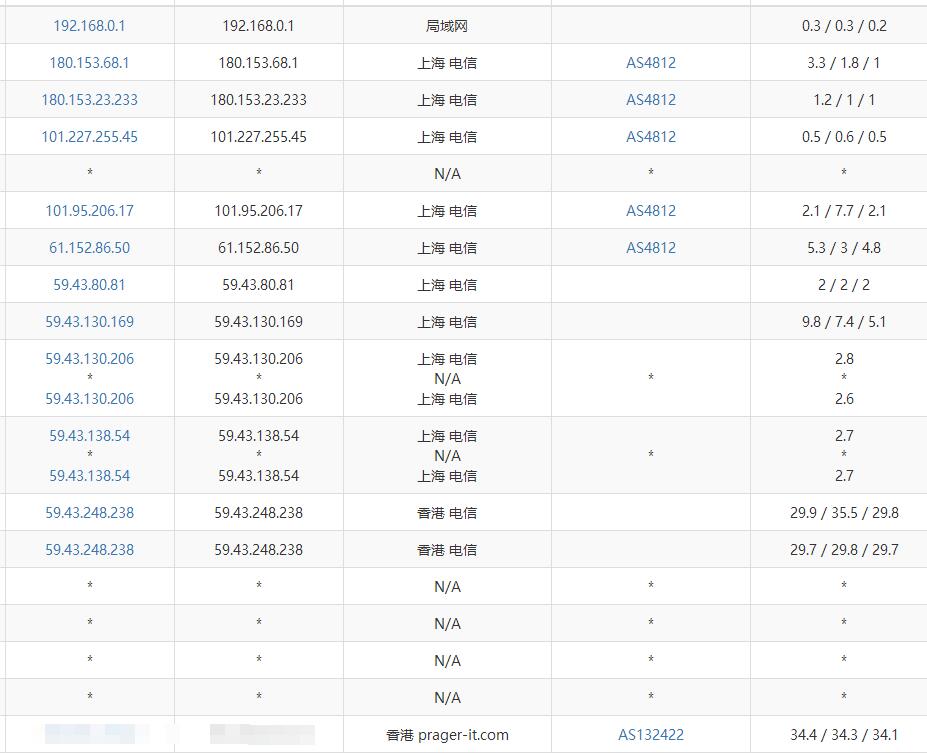 192.168.0.1 192.168.0.1 局域网 0.3 / 0.3 / 0.2
180.153.68.1 180.153.68.1 上海 电信 AS4812 3.3 / 1.8 / 1
180.153.23.233 180.153.23.233 上海 电信 AS4812 1.2 / 1 / 1
101.227.255.45 101.227.255.45 上海 电信 AS4812 0.5 / 0.6 / 0.5
* * N/A * *
101.95.206.17 101.95.206.17 上海 电信 AS4812 2.1 / 7.7 / 2.1
61.152.86.50 61.152.86.50 上海 电信 AS4812 5.3 / 3 / 4.8
59.43.80.81 59.43.80.81 上海 电信 2 / 2 / 2
59.43.130.169 59.43.130.169 上海 电信 9.8 / 7.4 / 5.1
59.43.130.206 59.43.130.206 上海 电信 2.8
* * N/A * *
59.43.130.206 59.43.130.206 上海 电信 2.6
59.43.138.54 59.43.138.54 上海 电信 2.7
* * N/A * *
59.43.138.54 59.43.138.54 上海 电信 2.7
59.43.248.238 59.43.248.238 香港 电信 29.9 / 35.5 / 29.8
59.43.248.238 59.43.248.238 香港 电信 29.7 / 29.8 / 29.7
* * N/A * *
* * N/A * *
* * N/A * *
* * N/A * *
香港 prager-it.com AS132422 34.4 / 34.3 / 34.1